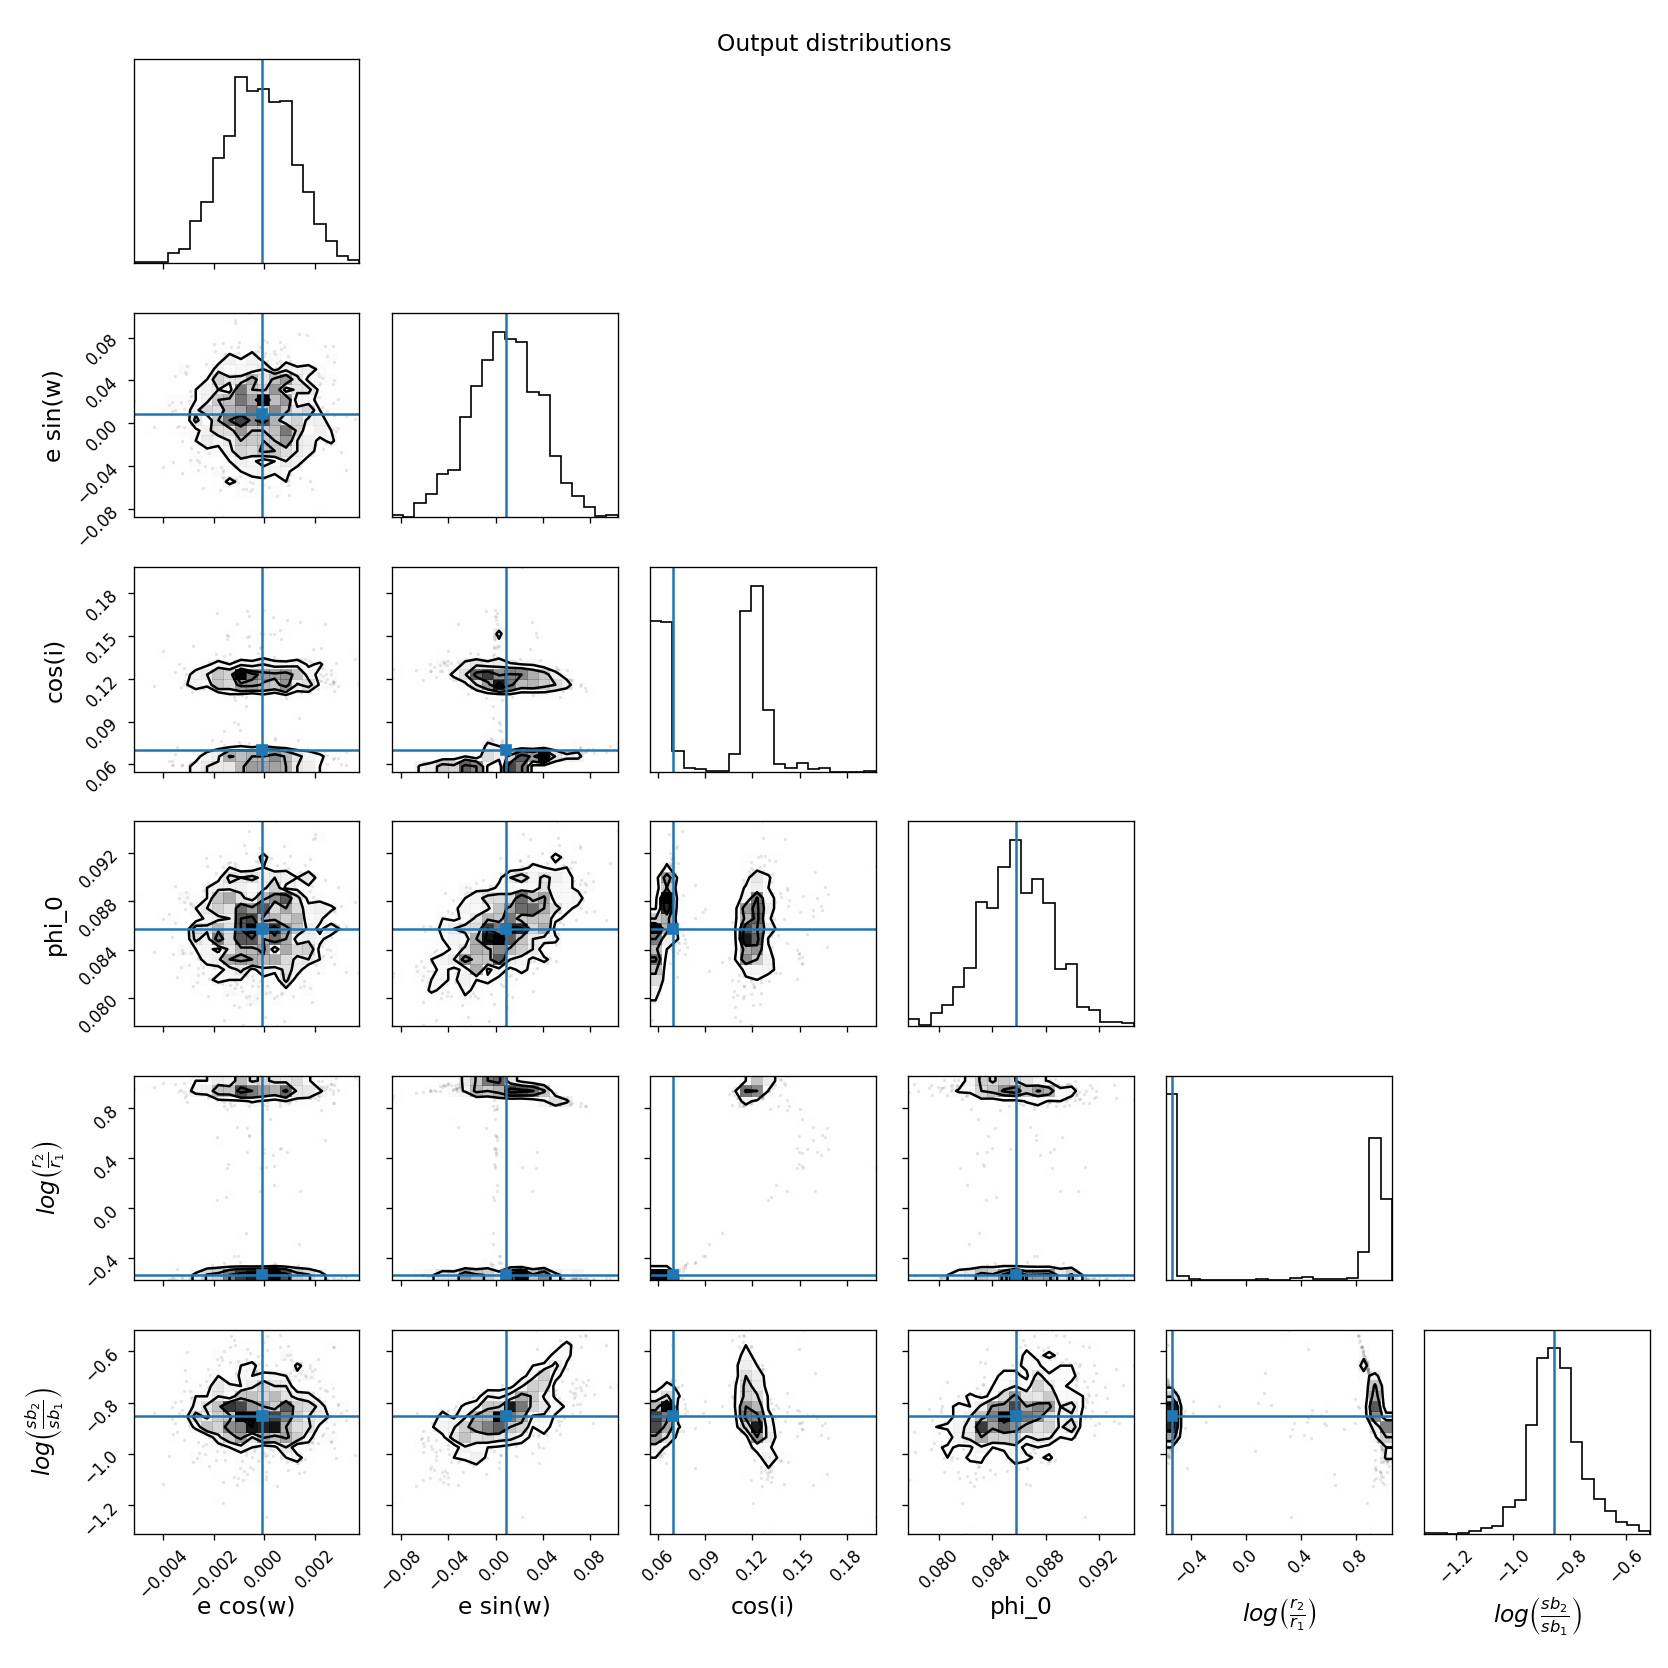 Output distributions
e sin(w)
0.08
0.04
0.00
−0.04
−0.08
cos(i)
0.18
0.15
0.12
0.09
0.06
phi_0
0.092
0.088
0.084
0.080
log(r2/r1)
0.8
0.4
0.0
−0.4
log(sb2/sb1)
−0.6
−0.8
−1.0
−1.2
−0.004 −0.002 0.000 0.002
−0.08 −0.04 0.00 0.04 0.08
0.06 0.09 0.12 0.15 0.18
0.080 0.084 0.088 0.092
−0.4 0.0 0.4 0.8
−1.2 −1.0 −0.8 −0.6
e cos(w) e sin(w) cos(i) phi_0 log(r2/r1) log(sb2/sb1)